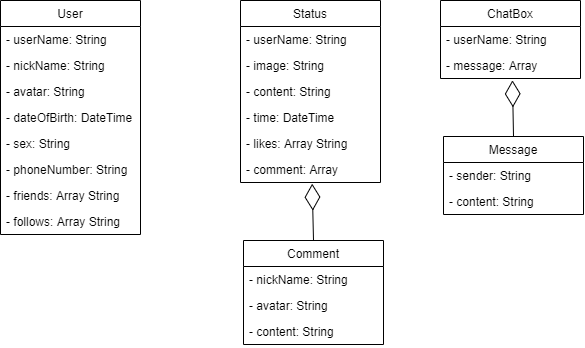 User
- userName: String
- nickName: String
- avatar: String
- dateOfBirth: DateTime
- sex: String
- phoneNumber: String
- friends: Array String
- follows: Array String
Status
- userName: String
- image: String
- content: String
- time: DateTime
- likes: Array String
- comment: Array
Comment
- nickName: String
- avatar: String
- content: String
ChatBox
- userName: String
- message: Array
Message
- sender: String
- content: String